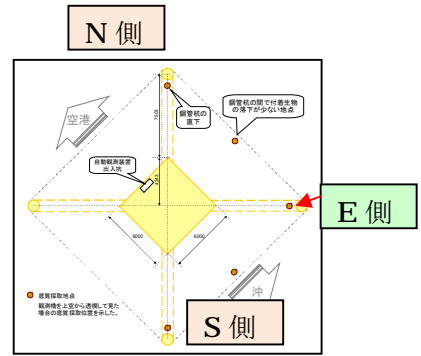 N 側
空港
鋼管杭の
直下
鋼管杭の間で付着生物
の落下が少ない地点
自動観測装置
出入坑
E 側
6000
6000
沖
底質採取地点
観測櫓を上空から透視して見た
場合の底質採取位置を示した。
S 側